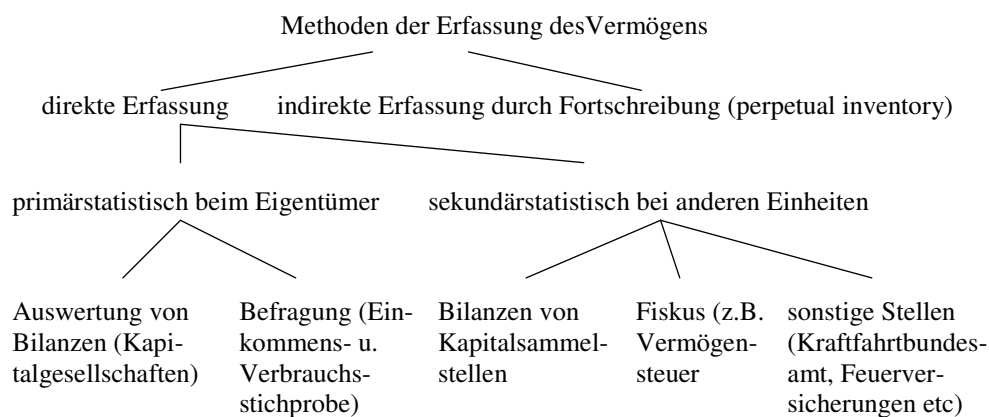 Methoden der Erfassung desVermögens
direkte Erfassung
indirekte Erfassung durch Fortschreibung (perpetual inventory)
primärstatistisch beim Eigentümer
sekundärstatistisch bei anderen Einheiten
Auswertung von
Bilanzen (Kapi-
talgesellschaften)
Befragung (Ein-
kommens- u.
Verbrauchs-
stichprobe)
Bilanzen von
Kapitalsammel-
stellen
Fiskus (z.B.
Vermögen-
steuer
sonstige Stellen
(Kraftfahrtbundes-
amt, Feuerver-
sicherungen etc)